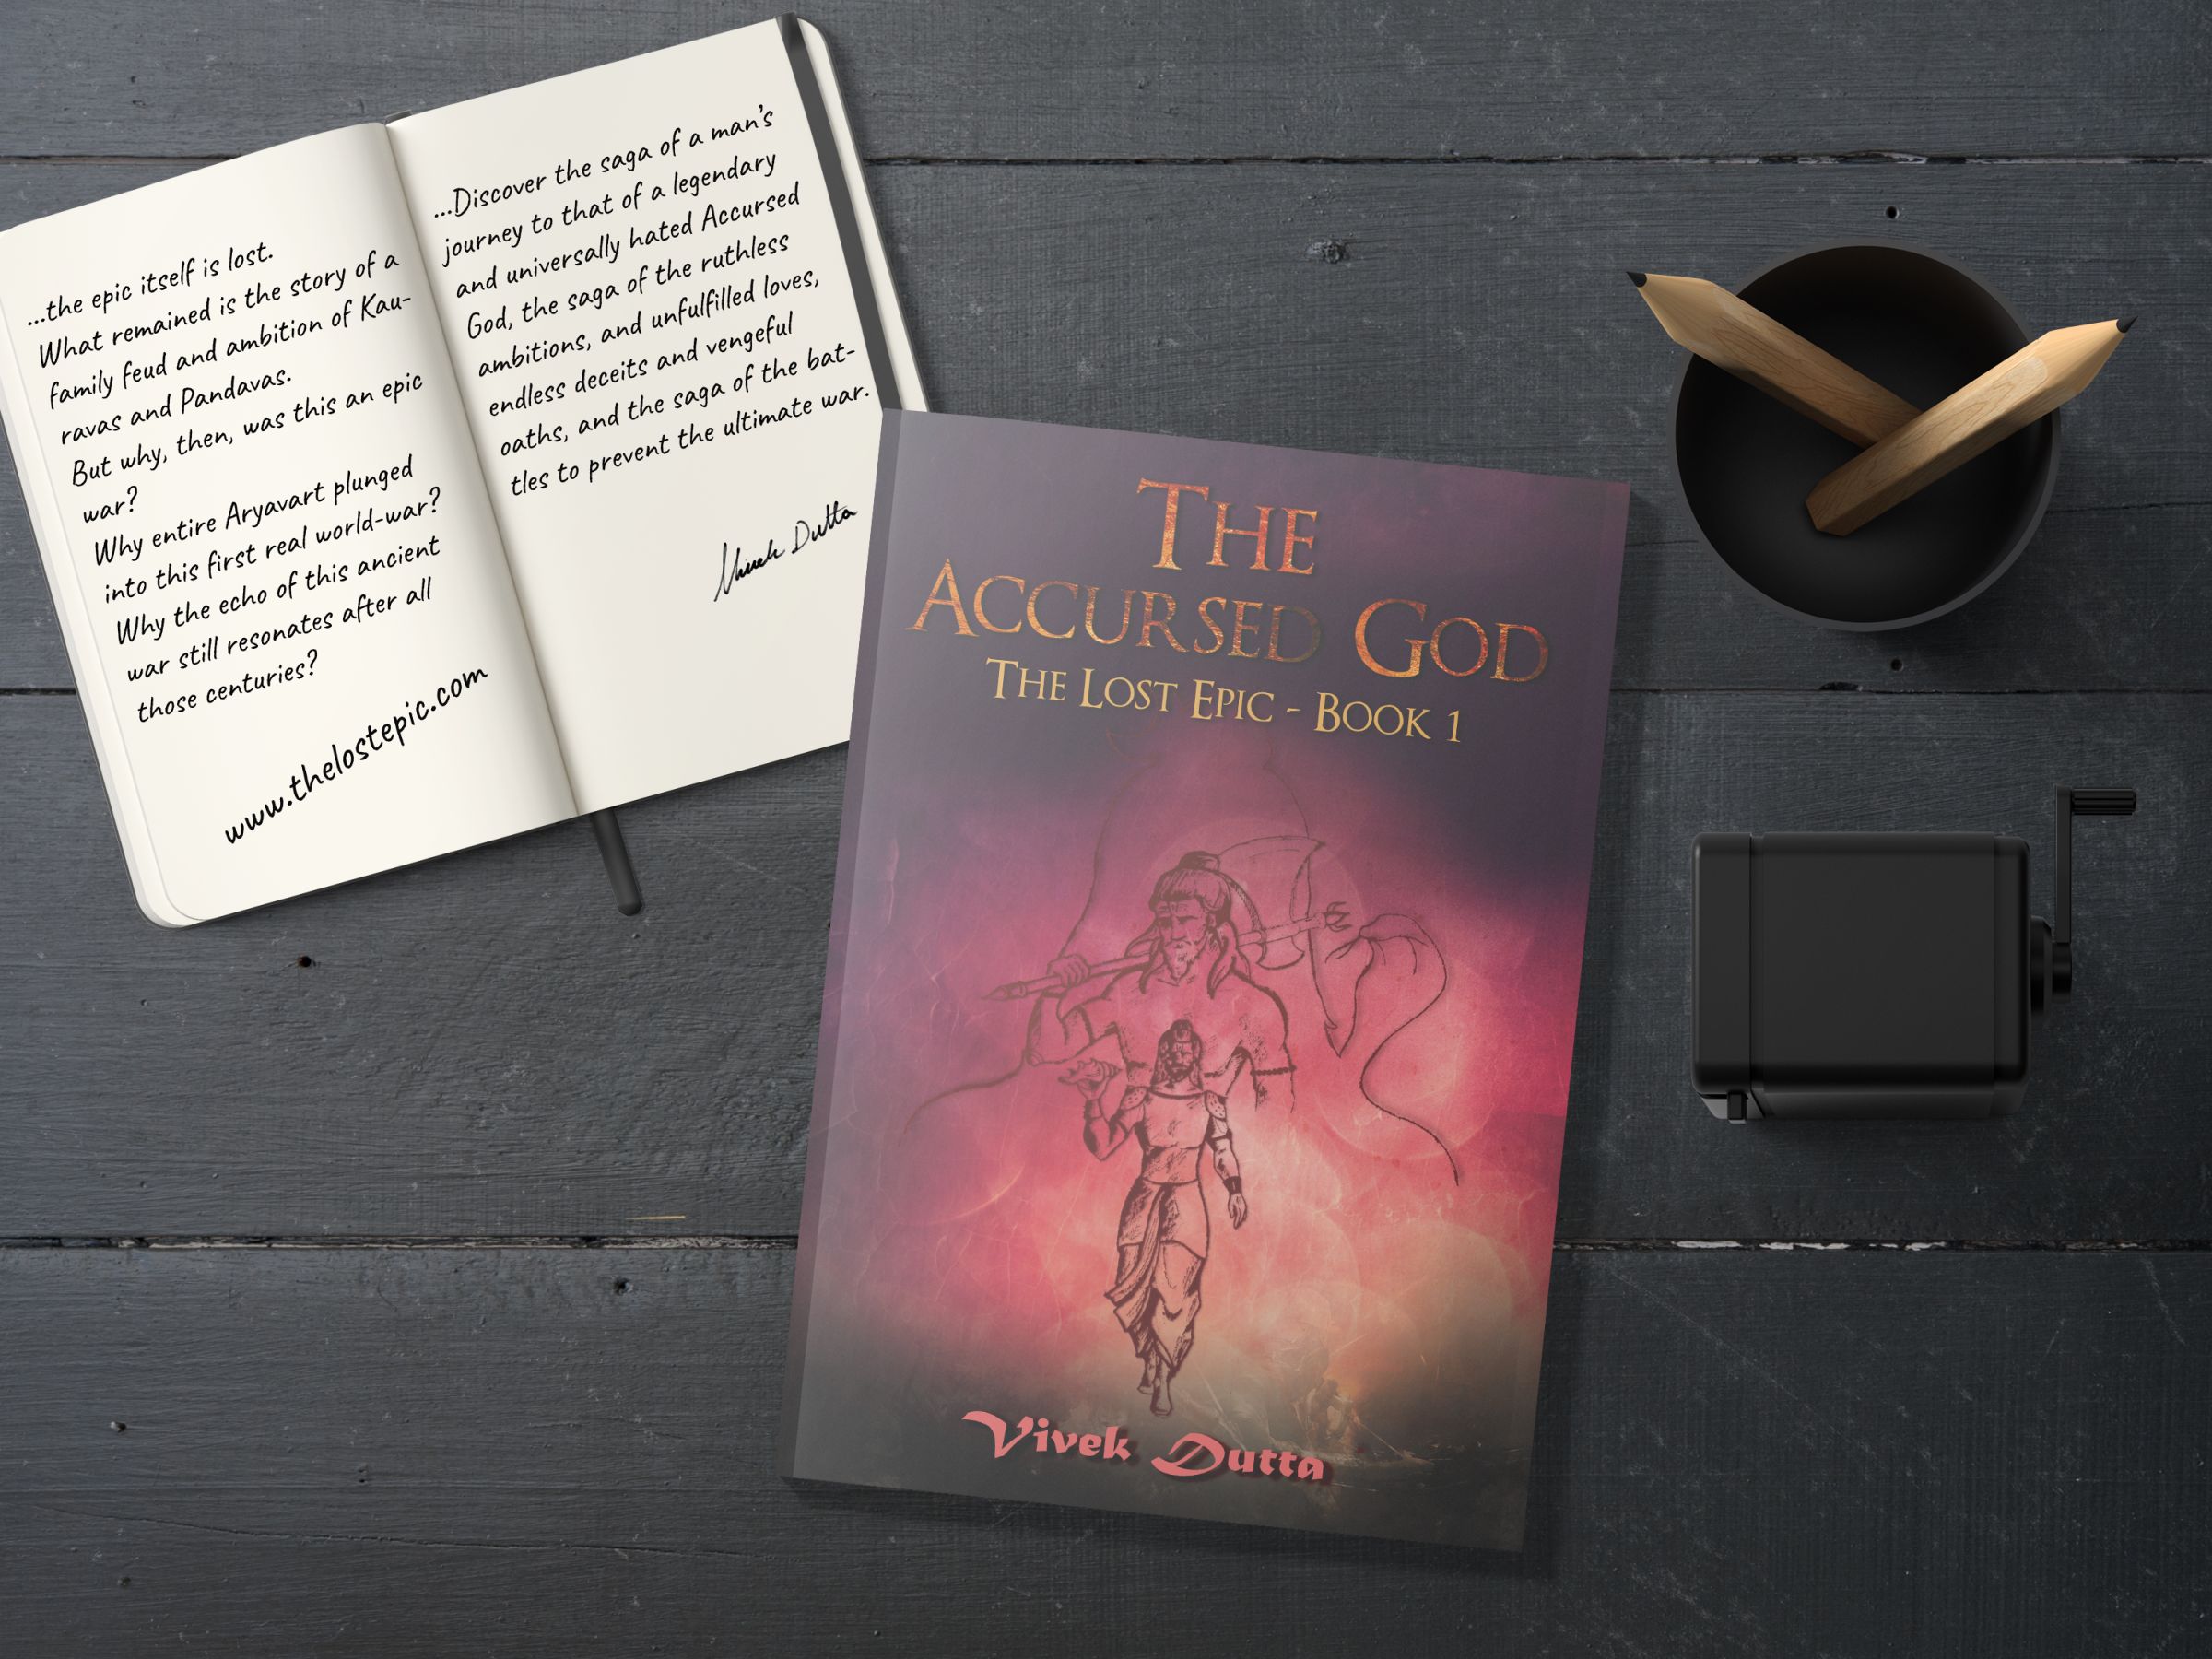 ...the epic itself is lost.
What remained is the story of a
family feud and ambition of Kau-
ravas and Pandavas.
But why, then, was this an epic
war?
Why entire Aryavart plunged
into this first real world-war?
Why the echo of this ancient
war still resonates after all
those centuries?
www.thelostepic.com
...Discover the saga of a man's
journey to that of a legendary
and universally hated Accursed
God, the saga of the ruthless
ambitions, and unfulfilled loves,
endless deceits and vengeful
oaths, and the saga of the bat-
tles to prevent the ultimate war.
Vivek Dutta
THE
ACCURSED GOD
THE LOST EPIC - BOOK 1
Vivek Dutta